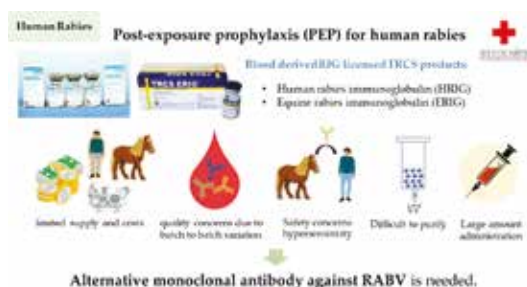 Human Rabies
Post-exposure prophylaxis (PEP) for human rabies
Blood derived RIG licensed TRCS products
• Human rabies immunoglobulin (HRIG)
• Equine rabies immunoglobulin (ERIG)
TRCS ERIG
limited supply and costs
quality concerns due to
batch to batch variation
Safety concerns
hypersensitivity
Difficult to purify
Large amount
administration
Alternative monoclonal antibody against RABV is needed.